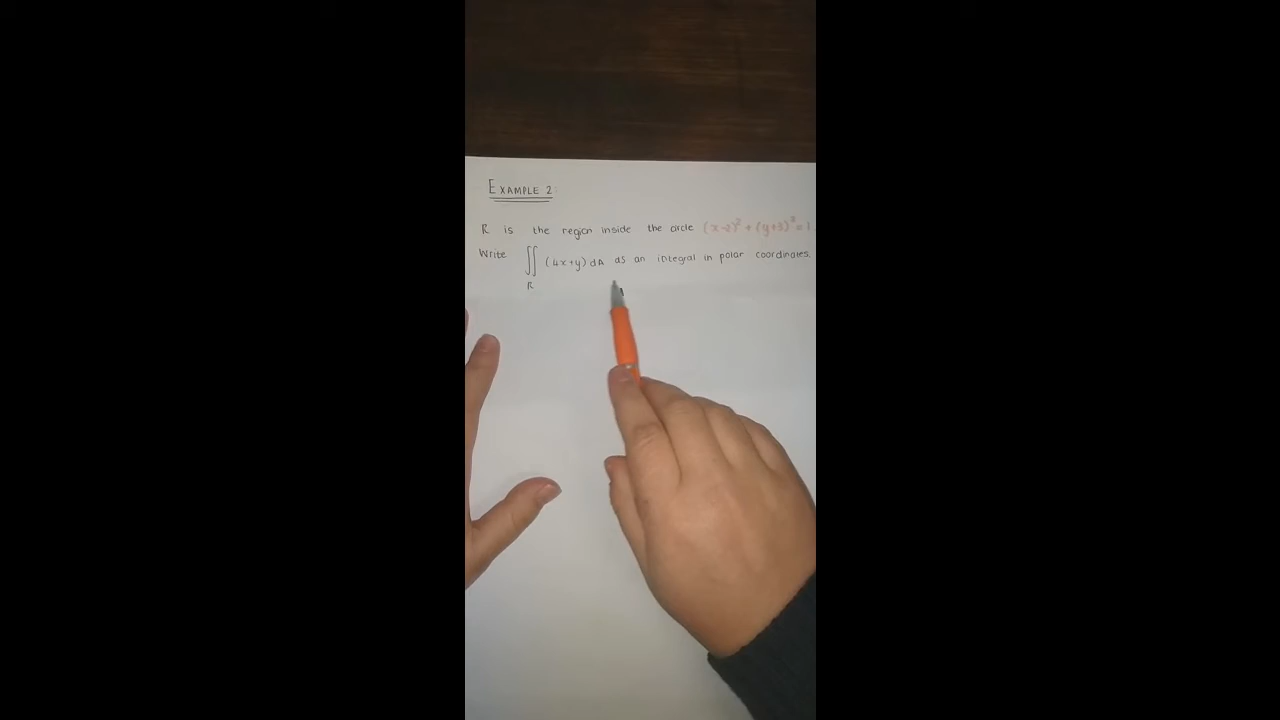 EXAMPLE 2:
R is the region inside the circle (x-2)² + (y+3)² = 1.
Write ∬ (4x+y) dA as an integral in polar coordinates.
R